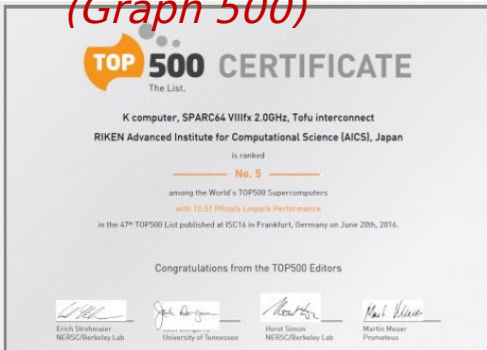 (Graph 500)
TOP 500 CERTIFICATE
The List.
K computer, SPARC64 VIIIfx 2.0GHz, Tofu interconnect
RIKEN Advanced Institute for Computational Science (AICS), Japan
is ranked
No. 5
among the World's TOP500 Supercomputers
with 10.51 Pflop/s Linpack Performance
in the 47th TOP500 List published at ISC16 in Frankfurt, Germany on June 20th, 2016.
Congratulations from the TOP500 Editors
Erich Strohmaier
NERSC/Berkeley Lab
University of Tennessee
Horst Simon
NERSC/Berkeley Lab
Martin Meuer
Prometeus